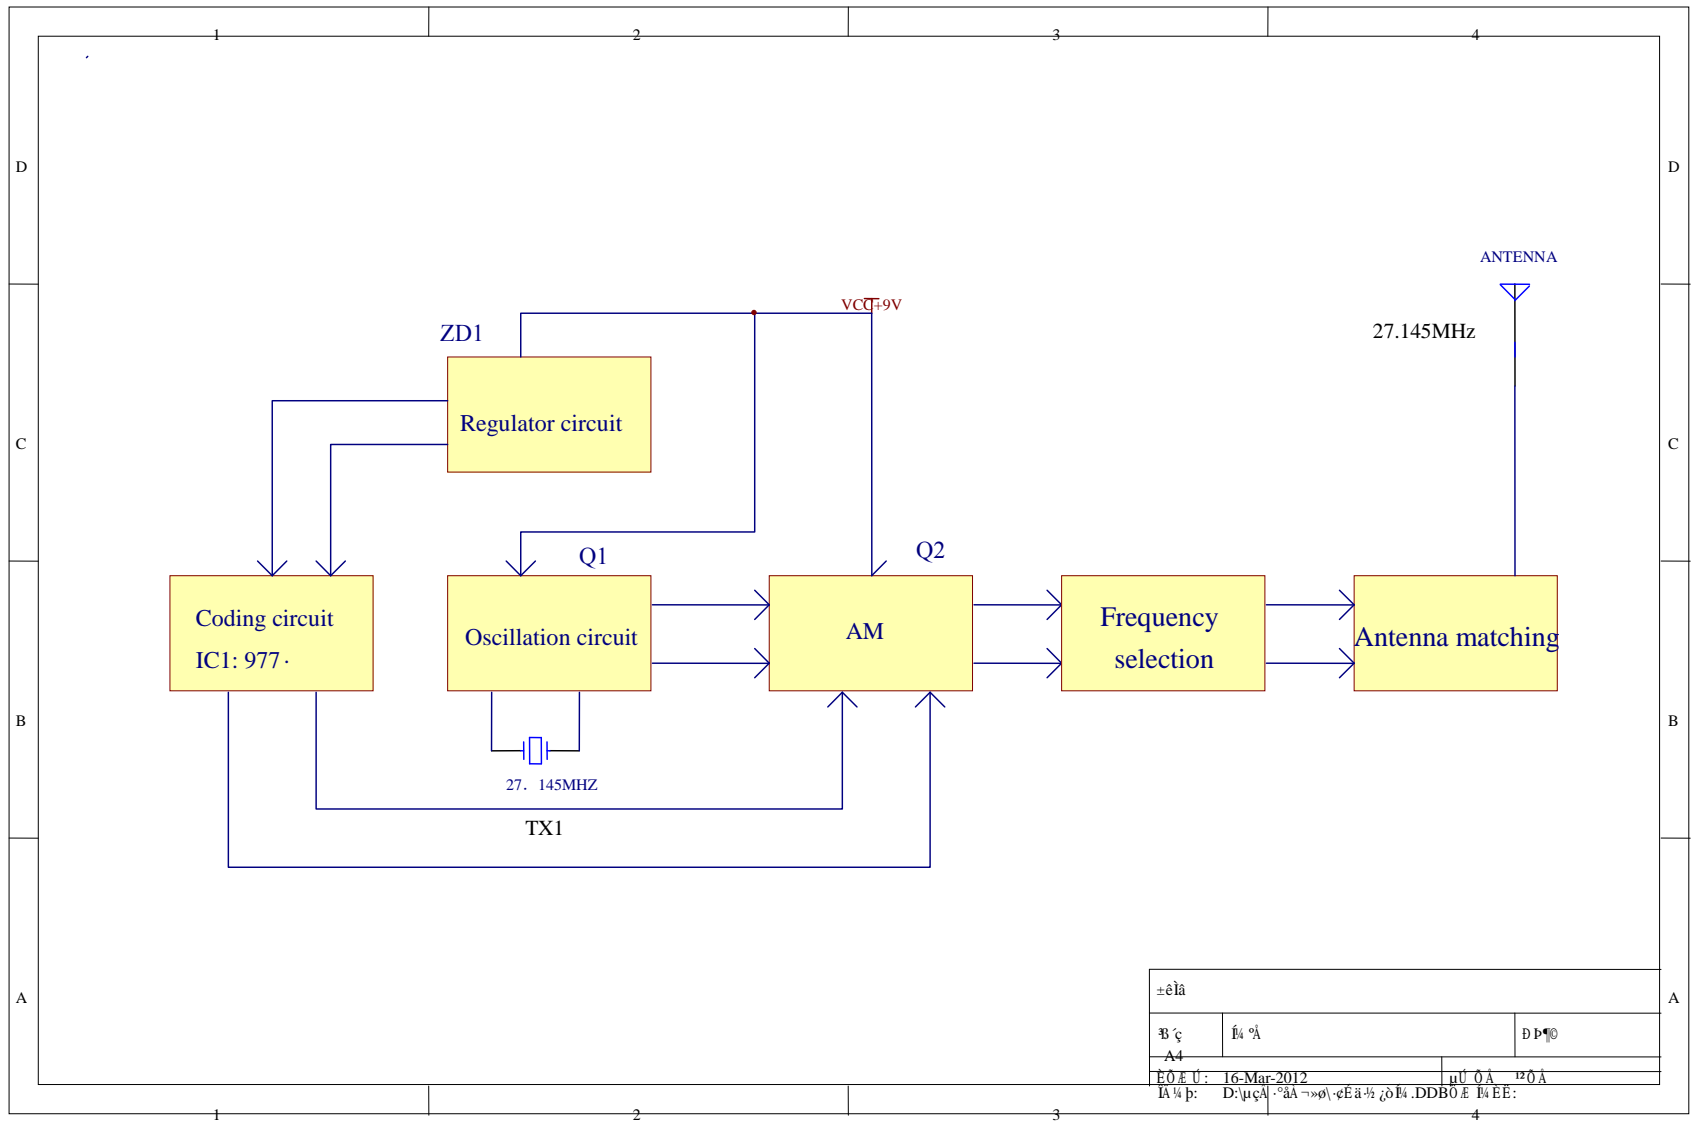 1 2 3 4
D D
ANTENNA
VCC+9V
ZD1
27.145MHz
Regulator circuit
C C
Q1 Q2
Coding circuit
IC1: 977·
Oscillation circuit
AM
Frequency
selection
Antenna matching
B B
27. 145MHZ
TX1
±êÌâ
A A
A4
16-Mar-2012
1 2 3 4